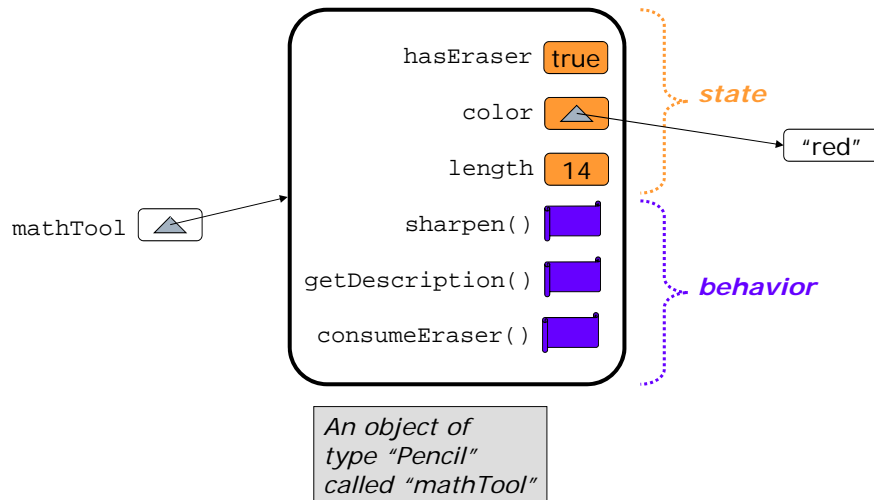 hasEraser true
color
state
"red"
length 14
mathTool
sharpen()
getDescription()
behavior
consumeEraser()
An object of
type "Pencil"
called "mathTool"